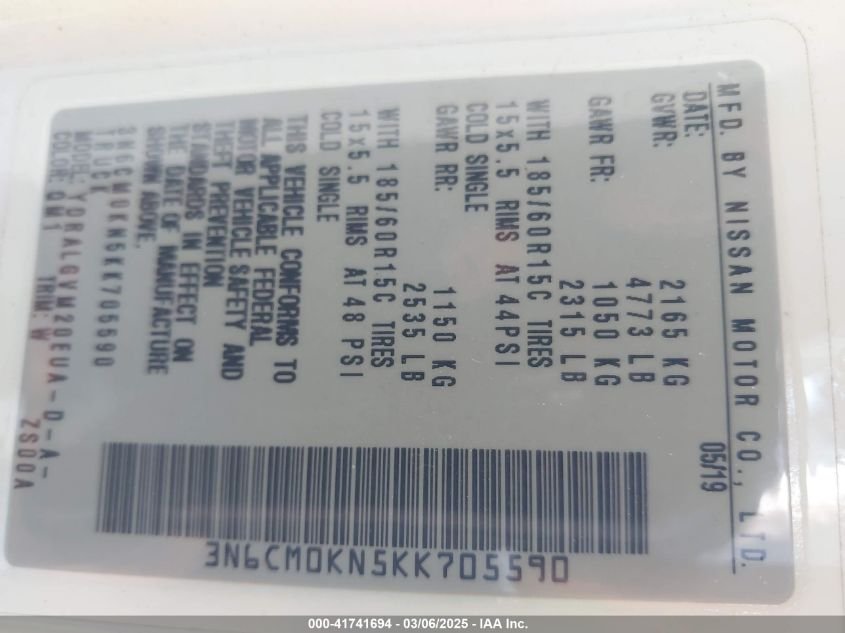 MFD. BY NISSAN MOTOR CO., LTD.
DATE: 05/19
GVWR: 2165 KG
4773 LB
GAWR FR: 1050 KG
2315 LB
WITH 185/60R15C TIRES
15x5.5 RIMS AT 44PSI
COLD SINGLE
GAWR RR: 1150 KG
2535 LB
WITH 185/60R15C TIRES
15x5.5 RIMS AT 48 PSI
COLD SINGLE
THIS VEHICLE CONFORMS TO
ALL APPLICABLE FEDERAL
MOTOR VEHICLE SAFETY AND
THEFT PREVENTION
STANDARDS IN EFFECT ON
THE DATE OF MANUFACTURE
SHOWN ABOVE.
3N6CM0KN5KK705590
TRUCK
MODEL: YDRALGVM20EUA-D-A-
COLOR: QM1 TRIM: W ZS00A
3N6CM0KN5KK705590
000-41741694 - 03/06/2025 - IAA Inc.